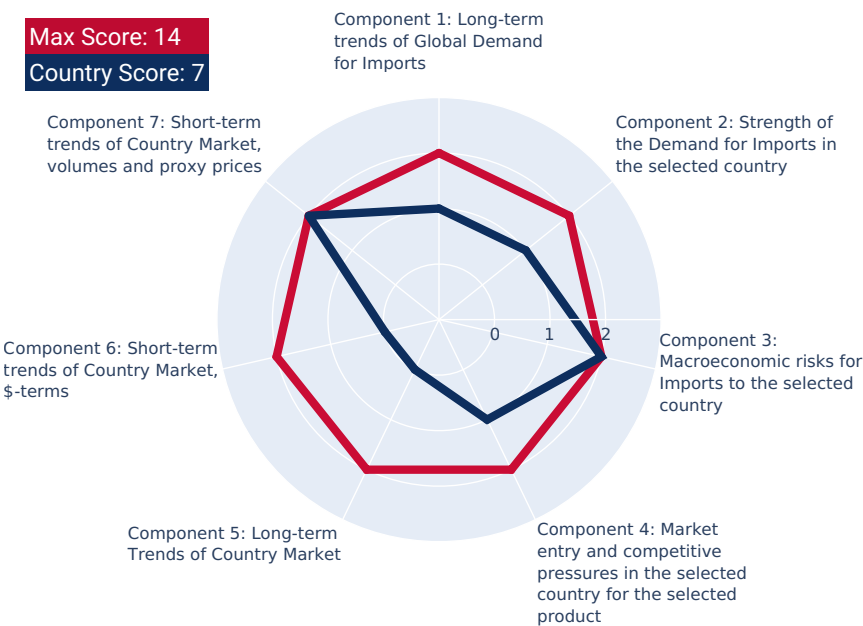 Max Score: 14
Country Score: 7
Component 1: Long-term
trends of Global Demand
for Imports
Component 2: Strength of
the Demand for Imports in
the selected country
Component 3:
Macroeconomic risks for
Imports to the selected
country
Component 4: Market
entry and competitive
pressures in the selected
country for the selected
product
Component 5: Long-term
Trends of Country Market
Component 6: Short-term
trends of Country Market,
$-terms
Component 7: Short-term
trends of Country Market,
volumes and proxy prices
0
1
2